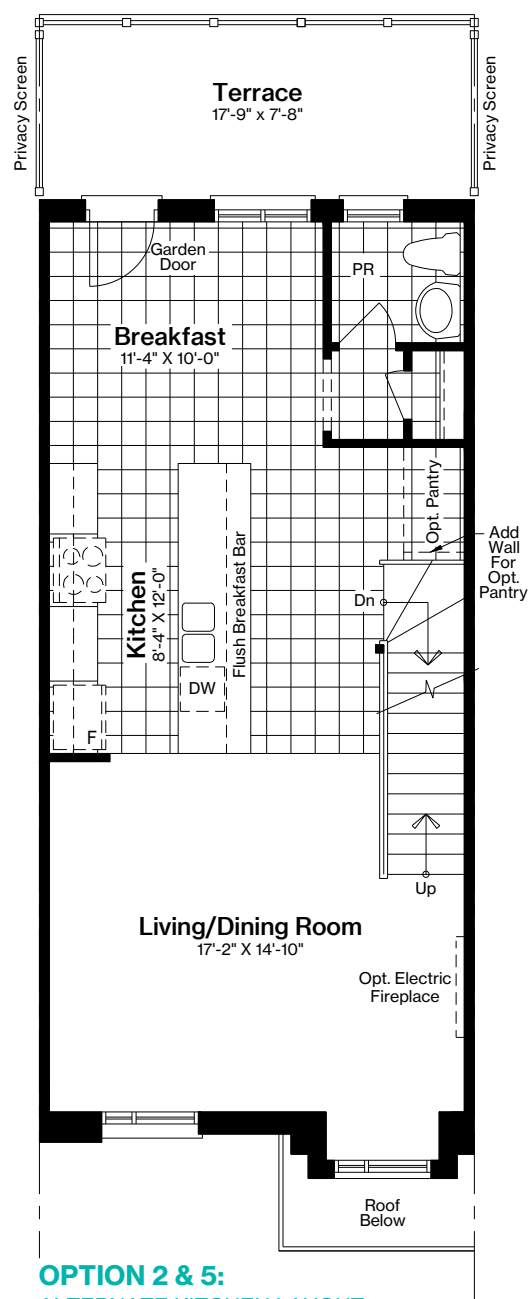 Privacy Screen
Terrace
17'-9" x 7'-8"
Privacy Screen
Garden
Door
PR
Breakfast
11'-4" X 10'-0"
Opt. Pantry
Add
Wall
For
Opt.
Pantry
Kitchen
8'-4" X 12'-0"
Flush Breakfast Bar
Dn
DW
F
Up
Living/Dining Room
17'-2" X 14'-10"
Opt. Electric
Fireplace
Roof
Below
OPTION 2 & 5: